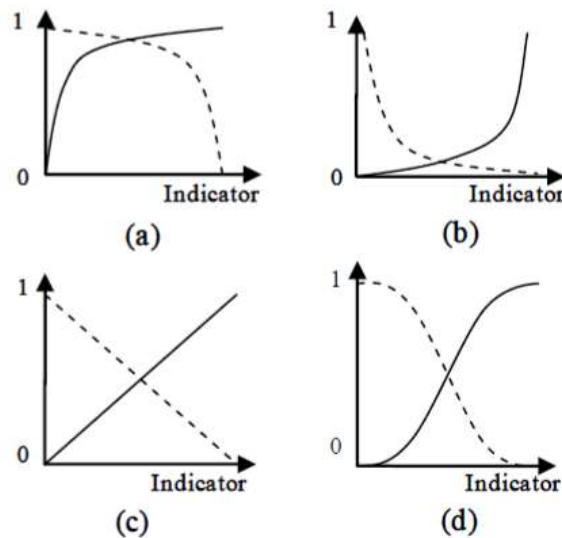 1
0
Indicator
(a)
1
0
Indicator
(b)
1
0
Indicator
(c)
1
0
Indicator
(d)